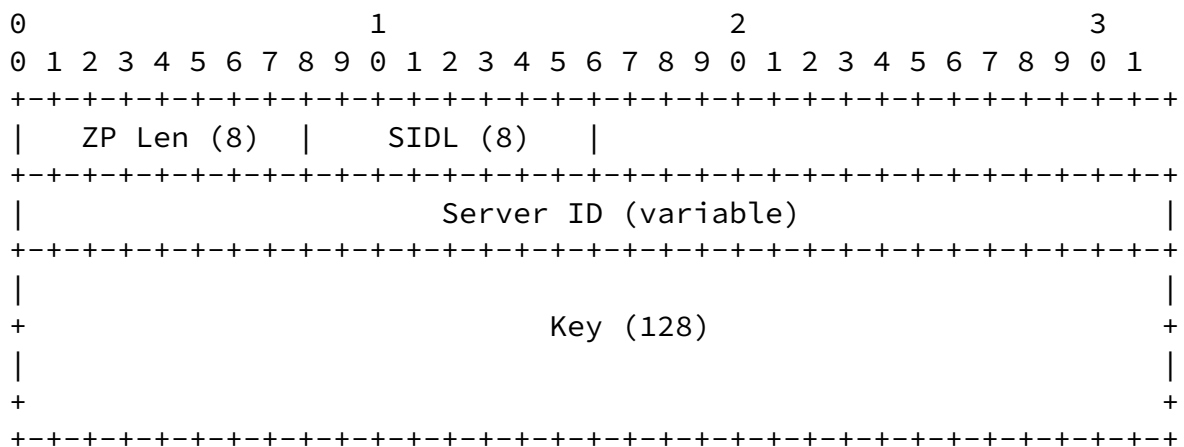 0                   1                   2                   3
0 1 2 3 4 5 6 7 8 9 0 1 2 3 4 5 6 7 8 9 0 1 2 3 4 5 6 7 8 9 0 1
+-+-+-+-+-+-+-+-+-+-+-+-+-+-+-+-+-+-+-+-+-+-+-+-+-+-+-+-+-+-+-+-+
|   ZP Len (8)  |    SIDL (8)   |
+-+-+-+-+-+-+-+-+-+-+-+-+-+-+-+-+-+-+-+-+-+-+-+-+-+-+-+-+-+-+-+-+
|                       Server ID (variable)                    |
+-+-+-+-+-+-+-+-+-+-+-+-+-+-+-+-+-+-+-+-+-+-+-+-+-+-+-+-+-+-+-+-+
|                                                               |
+                             Key (128)                         +
|                                                               |
+                                                               +
+-+-+-+-+-+-+-+-+-+-+-+-+-+-+-+-+-+-+-+-+-+-+-+-+-+-+-+-+-+-+-+-+